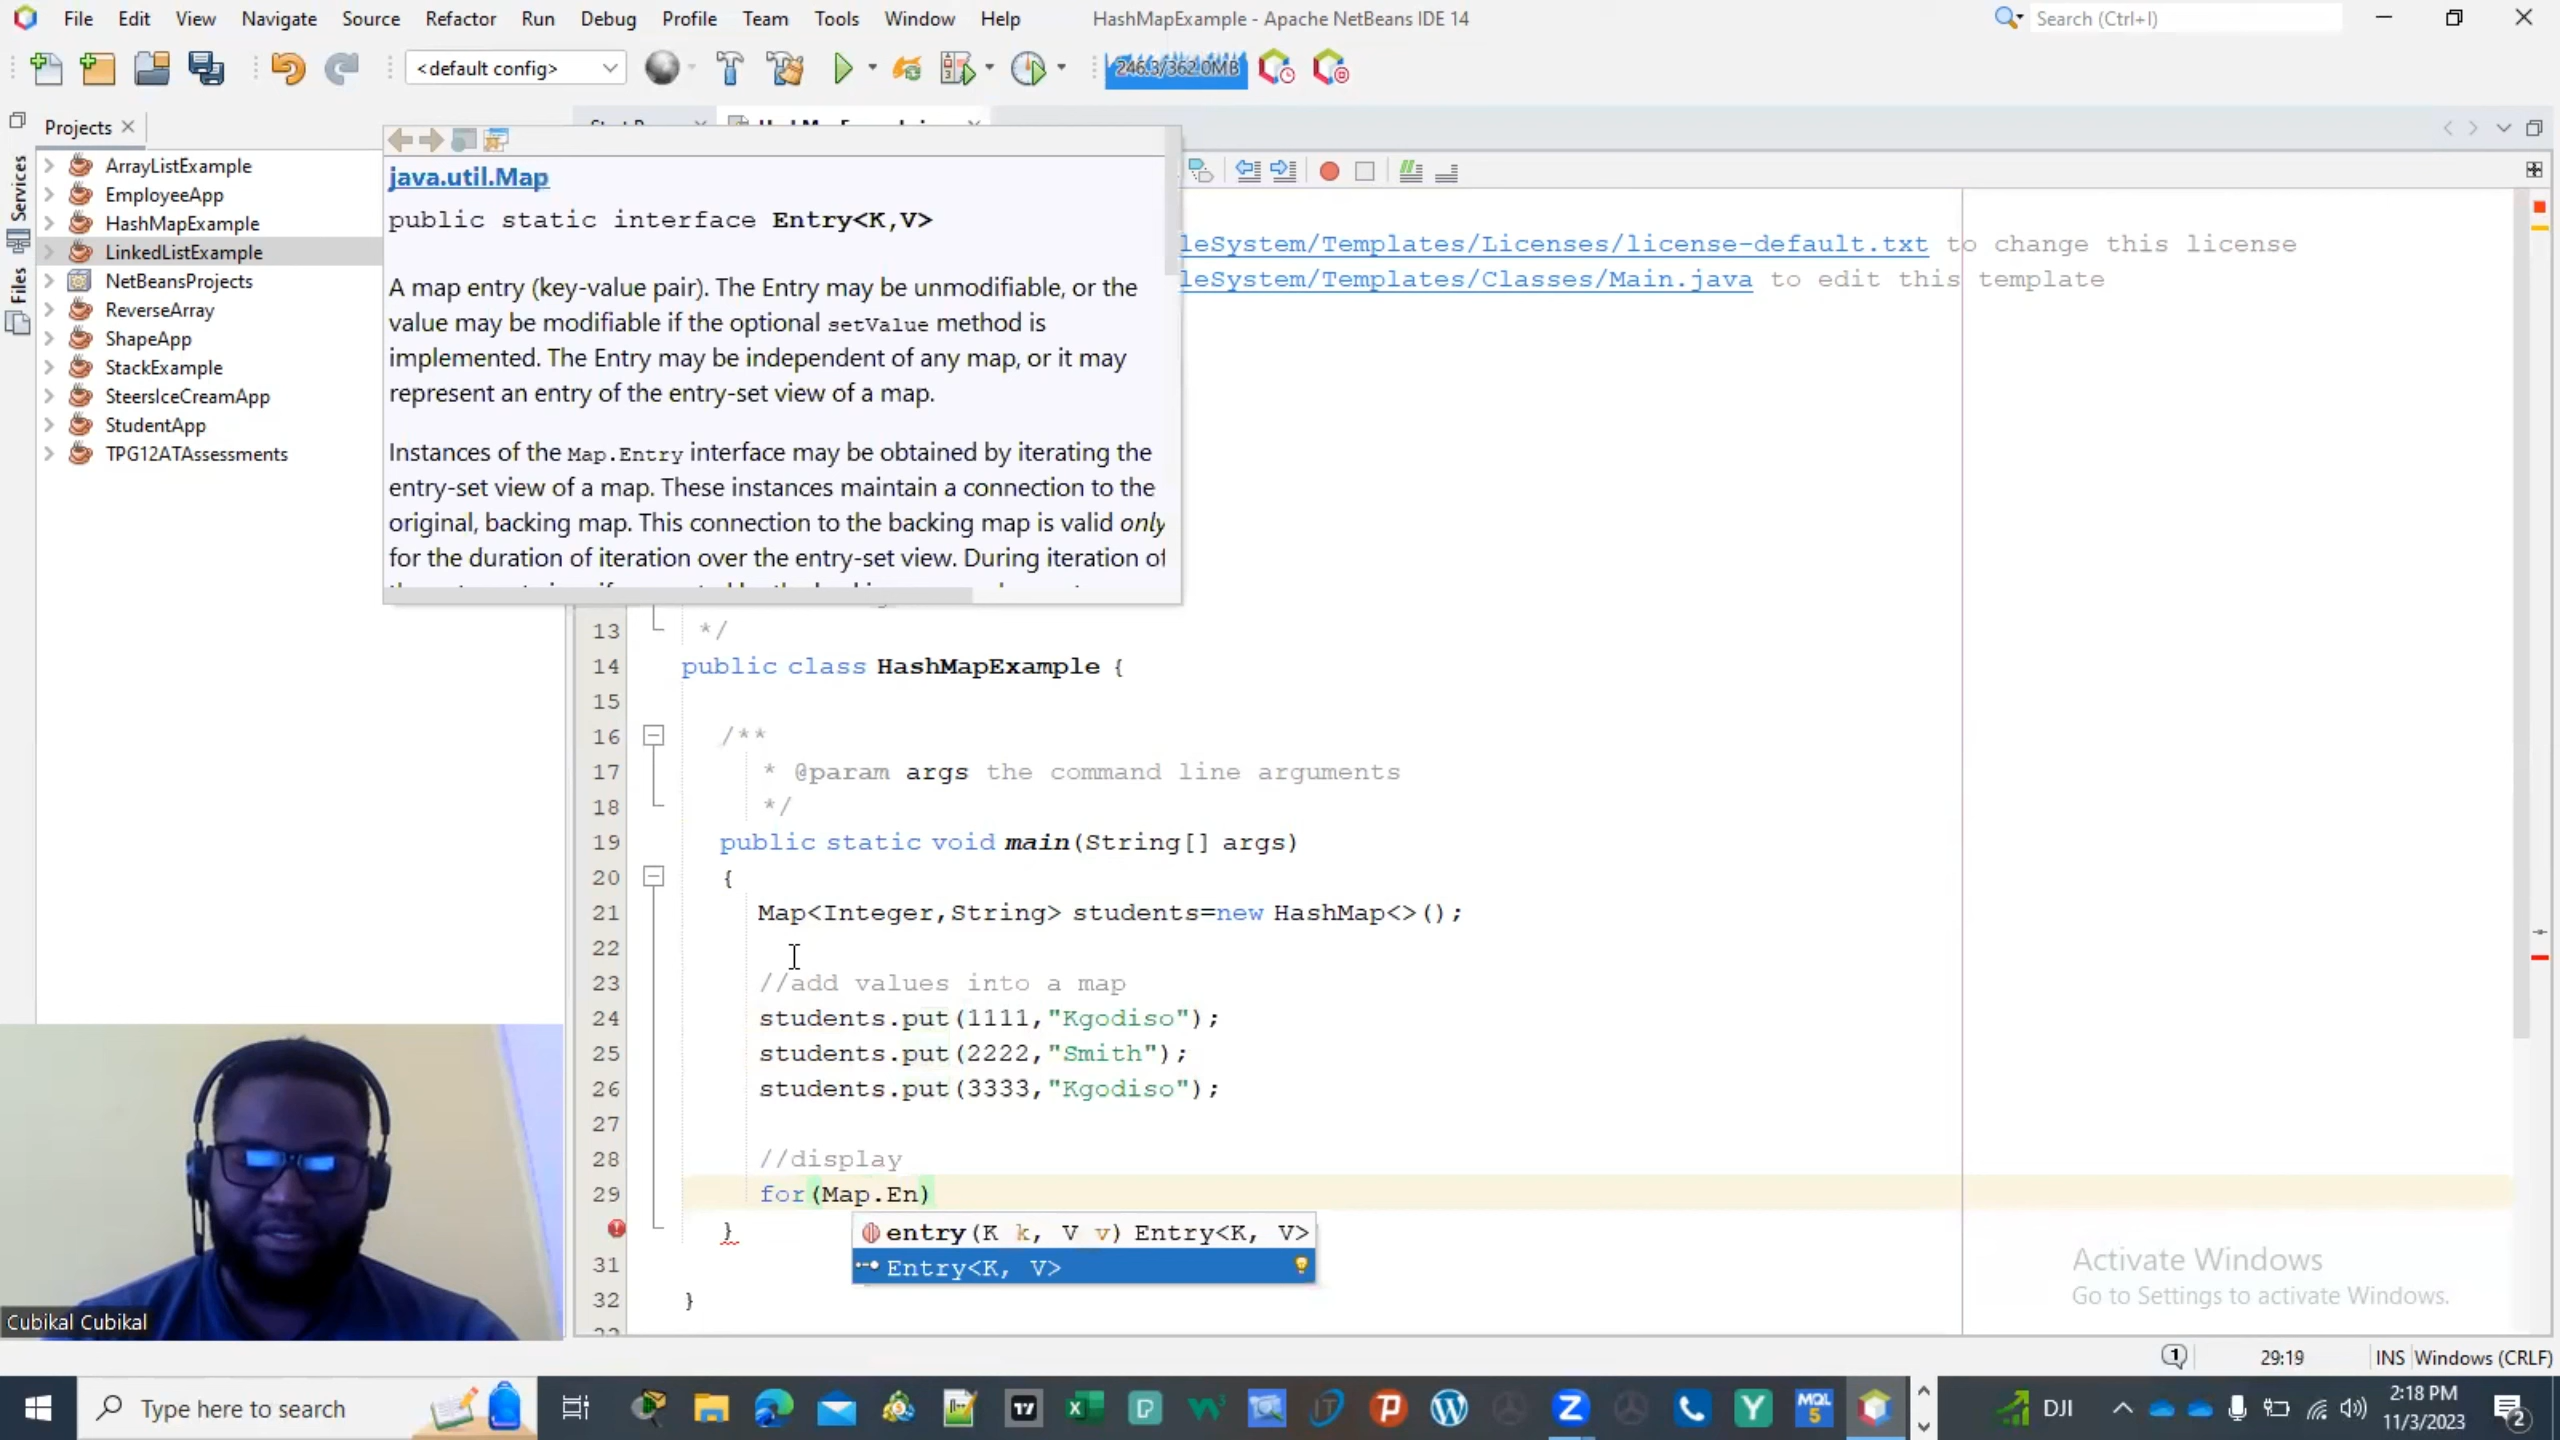 File Edit View Navigate Source Refactor Run Debug Profile Team Tools Window Help
HashMapExample - Apache NetBeans IDE 14
Search (Ctrl+I)
<default config>
246.3/362.0MB
Projects
Services
Files
ArrayListExample
EmployeeApp
HashMapExample
LinkedListExample
NetBeansProjects
ReverseArray
ShapeApp
StackExample
SteersIceCreamApp
StudentApp
TPG12ATAssessments
java.util.Map
public static interface Entry<K,V>
A map entry (key-value pair). The Entry may be unmodifiable, or the
value may be modifiable if the optional setValue method is
implemented. The Entry may be independent of any map, or it may
represent an entry of the entry-set view of a map.
Instances of the Map.Entry interface may be obtained by iterating the
entry-set view of a map. These instances maintain a connection to the
original, backing map. This connection to the backing map is valid only
for the duration of iteration over the entry-set view. During iteration of
leSystem/Templates/Licenses/license-default.txt to change this license
leSystem/Templates/Classes/Main.java to edit this template
13 */
14 public class HashMapExample {
15
16 /**
17 * @param args the command line arguments
18 */
19 public static void main(String[] args)
20 {
21 Map<Integer,String> students=new HashMap<>();
22
23 //add values into a map
24 students.put(1111,"Kgodiso");
25 students.put(2222,"Smith");
26 students.put(3333,"Kgodiso");
27
28 //display
29 for(Map.En)
}
entry(K k, V v) Entry<K, V>
Entry<K, V>
31
32 }
Activate Windows
Go to Settings to activate Windows.
Cubikal Cubikal
1
29:19
INS
Windows (CRLF)
Type here to search
DJI
2:18 PM
11/3/2023
2